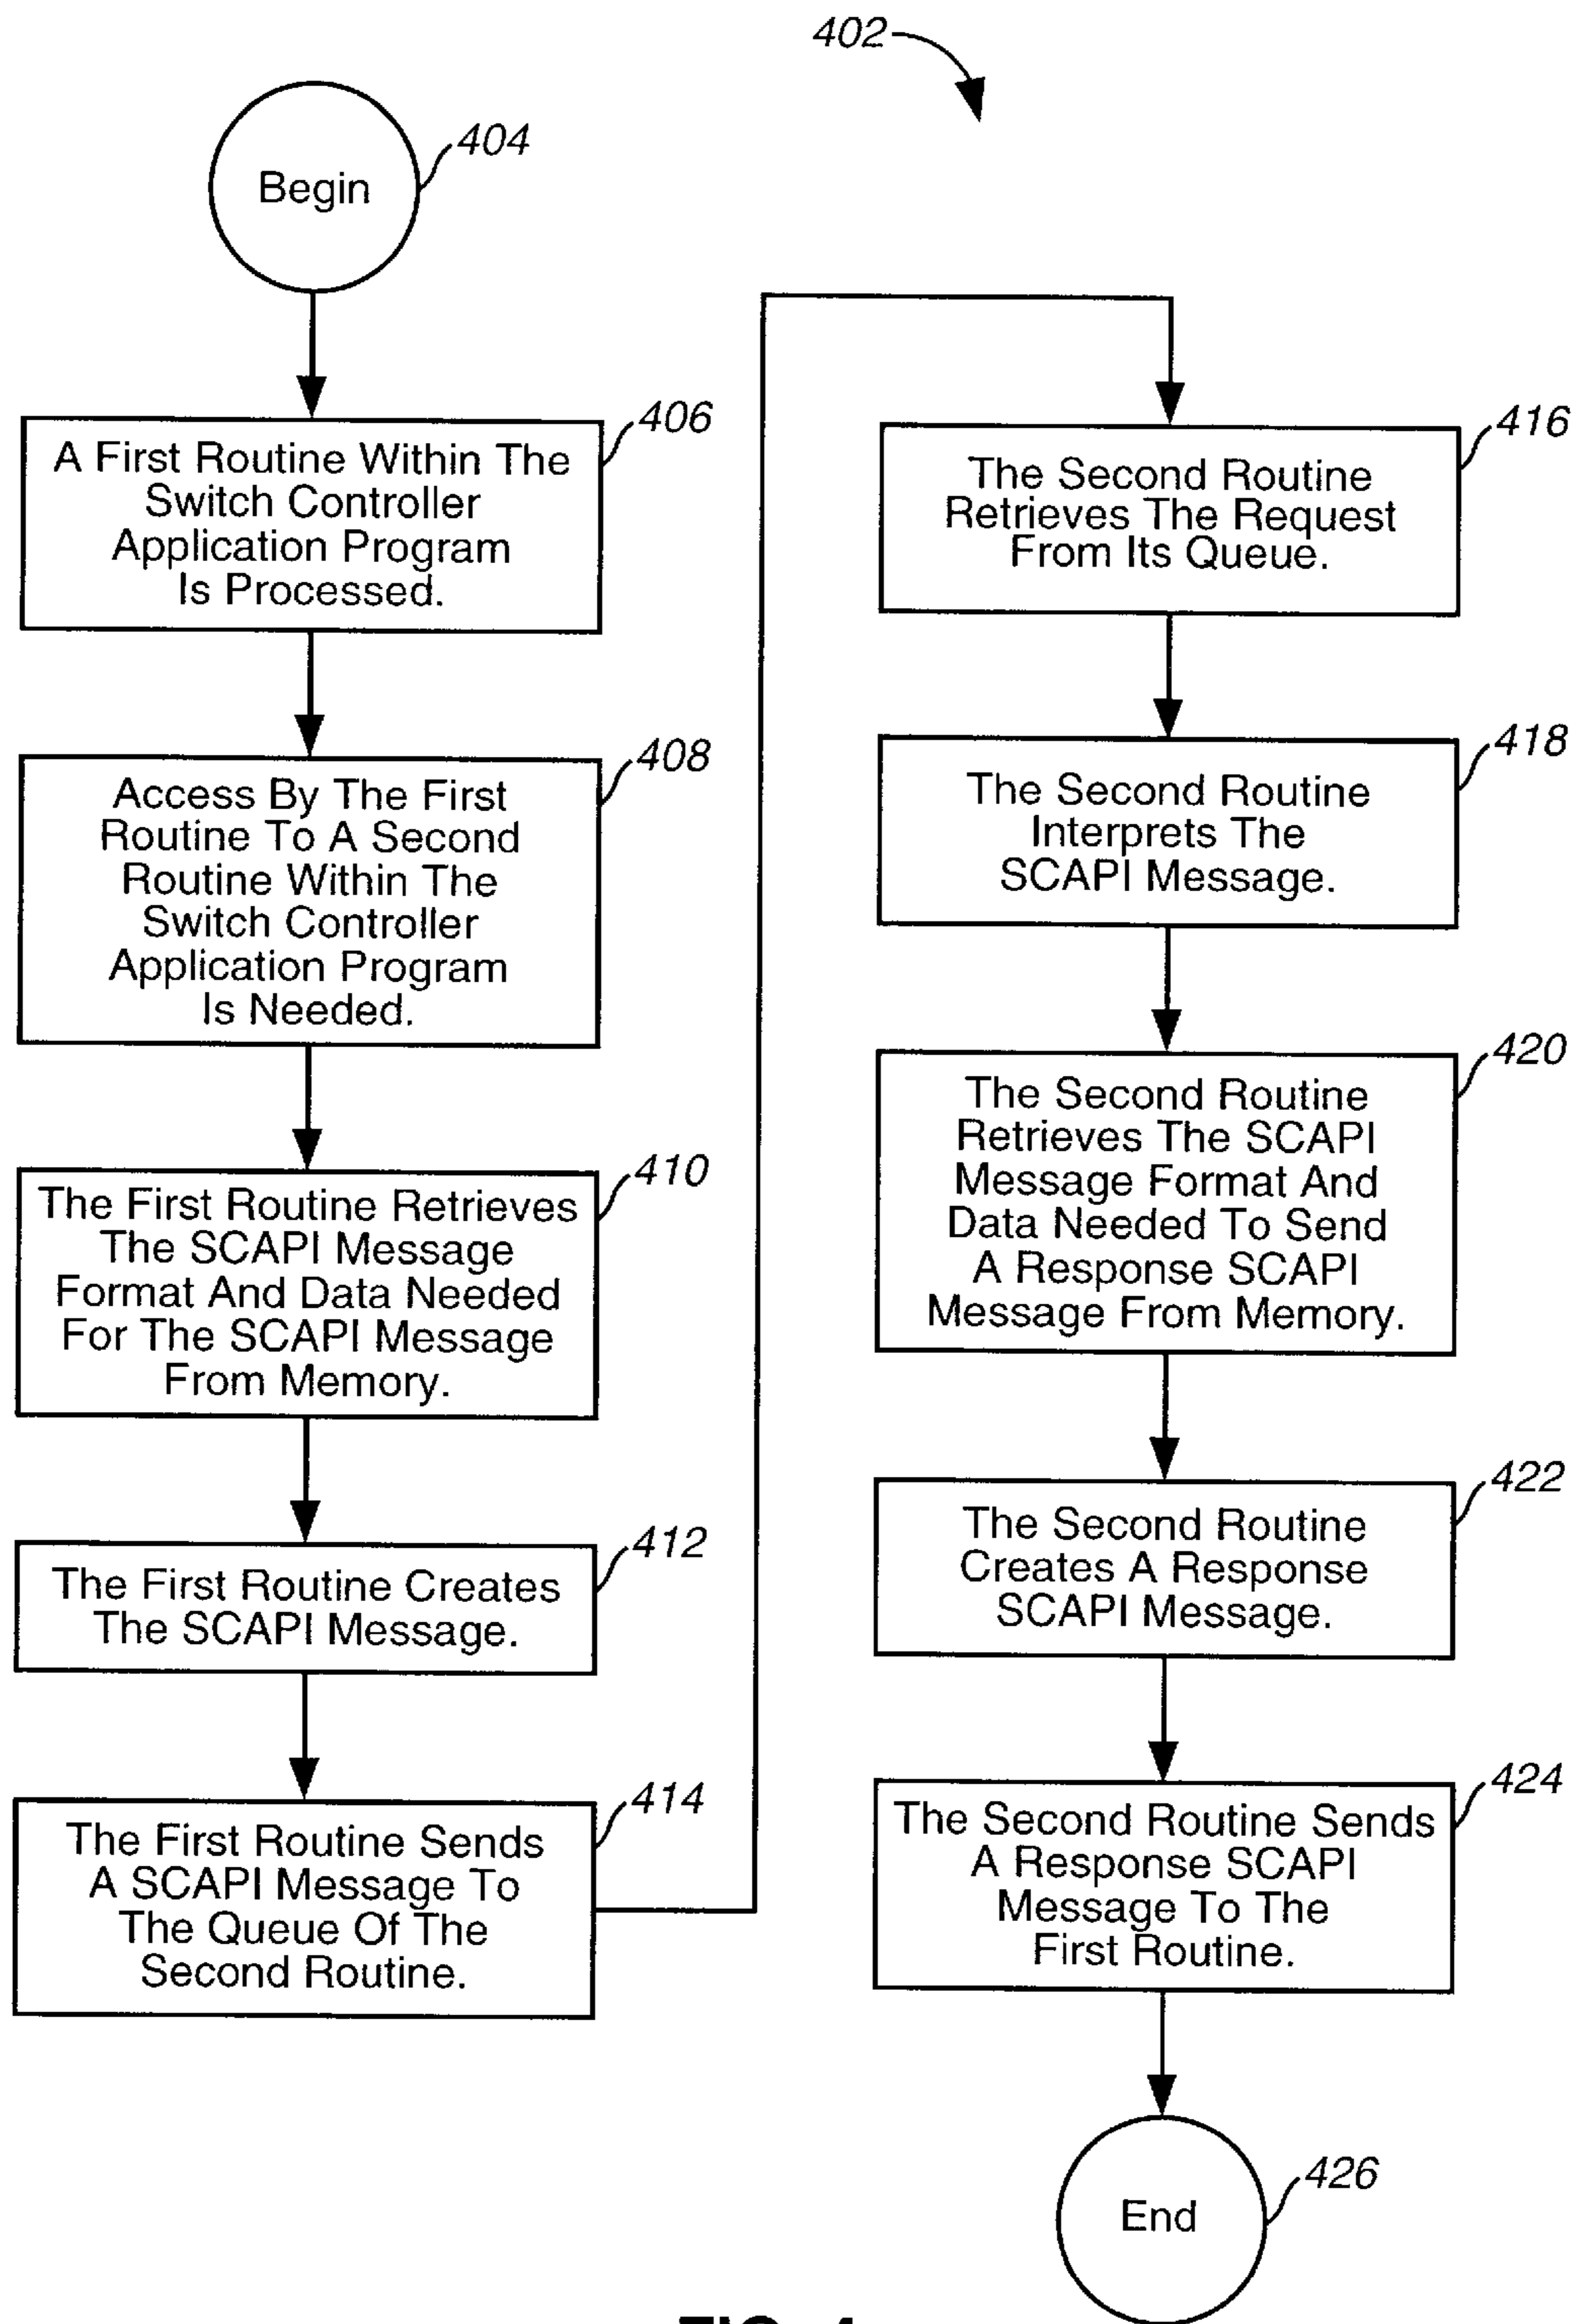 402
Begin
404
A First Routine Within The
Switch Controller
Application Program
Is Processed.
406
Access By The First
Routine To A Second
Routine Within The
Switch Controller
Application Program
Is Needed.
408
The First Routine Retrieves
The SCAPI Message
Format And Data Needed
For The SCAPI Message
From Memory.
410
The First Routine Creates
The SCAPI Message.
412
The First Routine Sends
A SCAPI Message To
The Queue Of The
Second Routine.
414
The Second Routine
Retrieves The Request
From Its Queue.
416
The Second Routine
Interprets The
SCAPI Message.
418
The Second Routine
Retrieves The SCAPI
Message Format And
Data Needed To Send
A Response SCAPI
Message From Memory.
420
The Second Routine
Creates A Response
SCAPI Message.
422
The Second Routine Sends
A Response SCAPI
Message To The
First Routine.
424
End
426